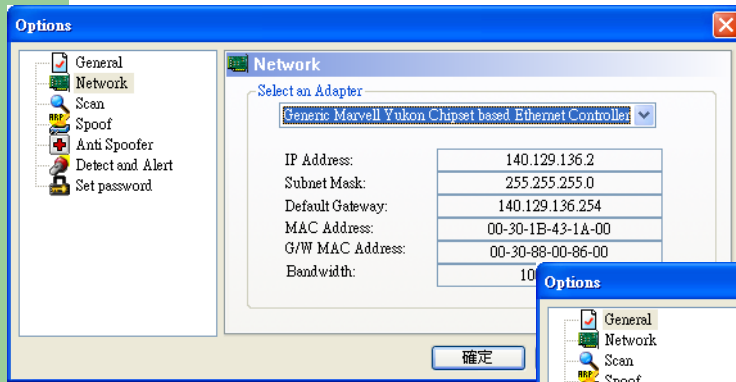 Options
General
Network
Scan
Spoof
Anti Spoofer
Detect and Alert
Set password
Network
Select an Adapter
Generic Marvell Yukon Chipset based Ethernet Controller
IP Address: 140.129.136.2
Subnet Mask: 255.255.255.0
Default Gateway: 140.129.136.254
MAC Address: 00-30-1B-43-1A-00
G/W MAC Address: 00-30-88-00-86-00
Bandwidth: 10
確定
Options
General
Network
Scan
Spoof